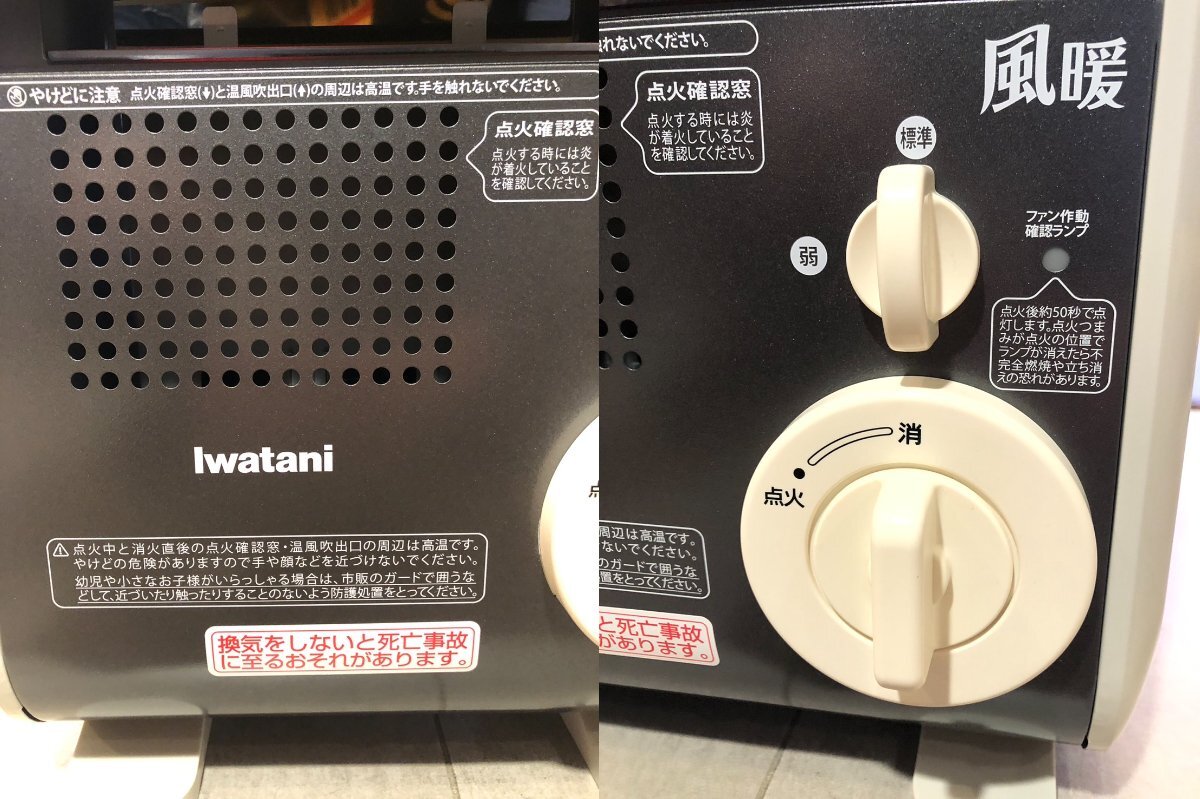 やけどに注意 点火確認窓(↓)と温風吹出口(↑)の周辺は高温です。手を触れないでください。
点火確認窓
点火する時には炎
が着火していること
を確認してください。
Iwatani
点火中と消火直後の点火確認窓・温風吹出口の周辺は高温です。
やけどの危険がありますので手や顔などを近づけないでください。
幼児や小さなお子様がいらっしゃる場合は、市販のガードで囲うな
どして、近づいたり触ったりすることのないよう防護処置をとってください。
換気をしないと死亡事故
に至るおそれがあります。
れないでください。
風暖
点火確認窓
点火する時には炎
が着火していること
を確認してください。
標準
弱
ファン作動
確認ランプ
点火後約50秒で点
灯します。点火つま
みが点火の位置で
ランプが消えたら不
完全燃焼や立ち消
えの恐れがあります。
消
点火
周辺は高温です。
ないでください。
のガードで囲うな
置をとってください。
と死亡事故
があります。